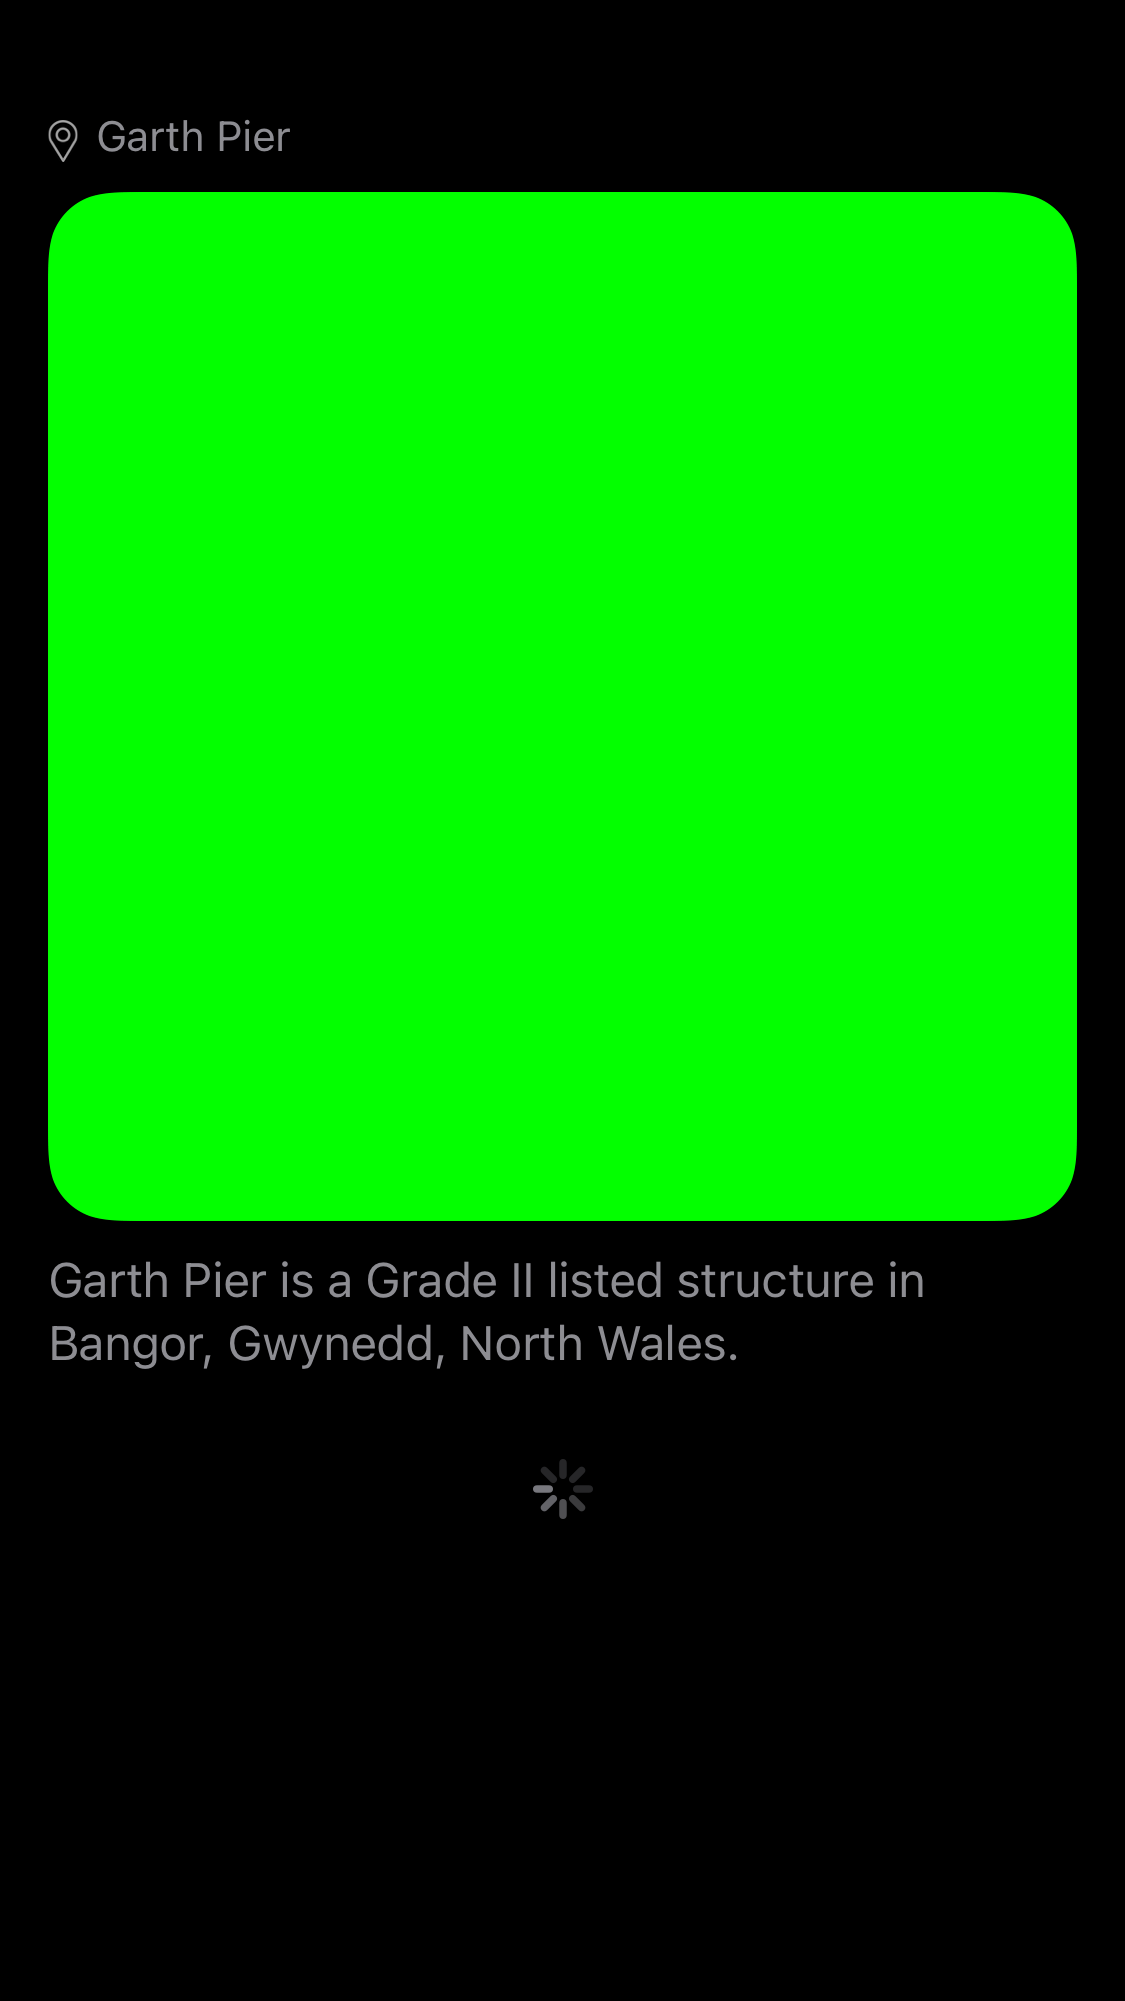 Garth Pier
Garth Pier is a Grade II listed structure in
Bangor, Gwynedd, North Wales.